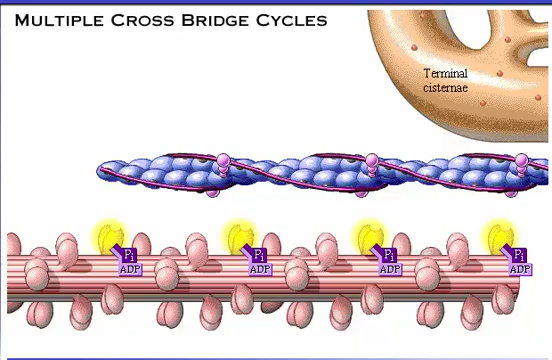 MULTIPLE CROSS BRIDGE CYCLES
Terminal
cisternae
Pi
ADP
Pi
ADP
Pi
ADP
Pi
ADP